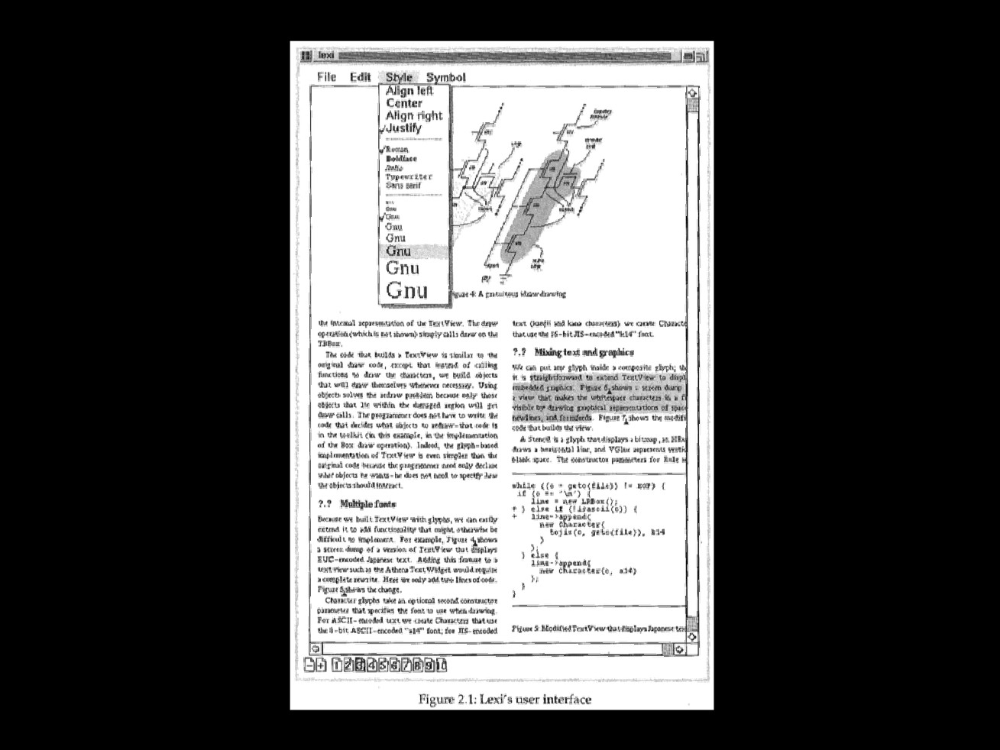 lexi
File Edit Style Symbol
Align left
Center
Align right
Justify
Roman
Boldface
Italic
Typewriter
Sans serif
Gnu
Gnu
Gnu
Gnu
Gnu
Gnu
Gnu
igure 4: A gratuitous idraw drawing
the internal representation of the TextView. The draw
operation (which is not shown) simply calls draw on the
TBBox.
The code that builds a TextView is similar to the
original draw code, except that instead of calling
functions to draw the characters, we build objects
that will draw themselves whenever necessary. Using
objects solves the redraw problem because only those
objects that lie within the damaged region will get
draw calls. The programmer does not have to write the
code that decides what objects to redraw-that code is
in the toolkit (in this example, in the implementation
of the Box draw operation). Indeed, the glyph-based
implementation of TextView is even simpler than the
original code because the programmer need only declare
what objects he wants-he does not need to specify how
the objects should interact.
?.? Multiple fonts
Because we built TextView with glyphs, we can easily
extend it to add functionality that might otherwise be
difficult to implement. For example, Figure 4 shows
a screen dump of a version of TextView that displays
EUC-encoded Japanese text. Adding this feature to a
text view such as the Athena Text Widget would require
a complete rewrite. Here we only add two lines of code.
Figure 5 shows the change.
Character glyphs take an optional second constructor
parameter that specifies the font to use when drawing.
For ASCII-encoded text we create Characters that use
the 8-bit ASCII-encoded "a14" font; for JIS-encoded
text (kanji and kana characters) we create Characte
that use the 16-bit JIS-encoded "k14" font.
?.? Mixing text and graphics
We can put any glyph inside a composite glyph; th
it is straightforward to extend TextView to displ
embedded graphics. Figure 6 shows a screen dump
a view that makes the whitespace characters in a f
visible by drawing graphical representations of space
newlines, and formfeeds. Figure 7 shows the modifi
code that builds the view.
A Stencil is a glyph that displays a bitmap, an HRu
draws a horizontal line, and VGlue represents verti
blank space. The constructor parameters for Rule a
while ((c = getc(file)) != EOF) {
if (c == '\n') {
line = new LRBox();
+ } else if (!isascii(c)) {
+ line->append(
new Character(
tojis(c, getc(file)), k14
)
);
} else {
line->append(
new Character(c, a14)
);
}
}
Figure 5: Modified TextView that displays Japanese tex
- + 1 2 3 4 5 6 7 8 9 10
Figure 2.1: Lexi's user interface